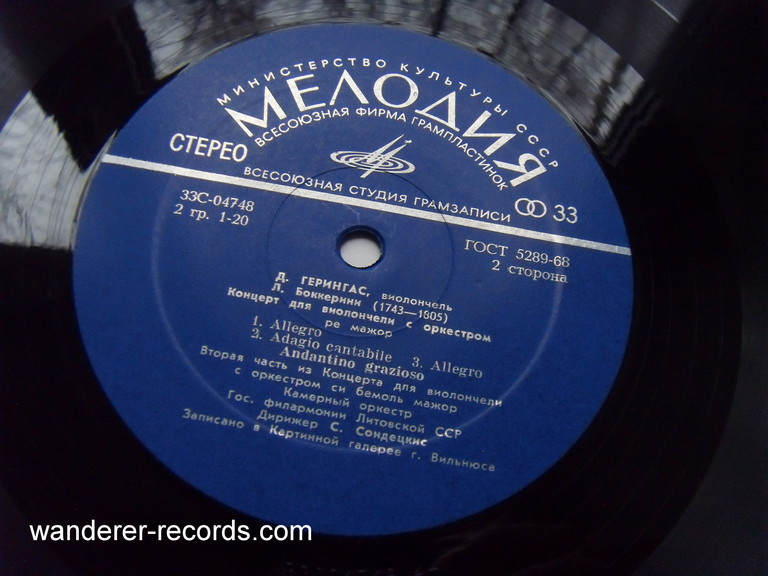 МИНИСТЕРСТВО КУЛЬТУРЫ СССР
МЕЛОДИЯ
ВСЕСОЮЗНАЯ ФИРМА ГРАМПЛАСТИНОК
СТЕРЕО
ВСЕСОЮЗНАЯ СТУДИЯ ГРАМЗАПИСИ
33
33С-04748
2 гр. 1-20
ГОСТ 5289-68
2 сторона
Д. ГЕРИНГАС, виолончель
Л. Боккерини (1743—1805)
Концерт для виолончели с оркестром
ре мажор
1. Allegro
2. Adagio cantabile 3. Allegro
Andantino grazioso
Вторая часть из Концерта для виолончели
с оркестром си бемоль мажор
Камерный оркестр
Гос. филармонии Литовской ССР
Дирижер С. Сондецкис
Записано в Картинной галерее г. Вильнюса
wanderer-records.com